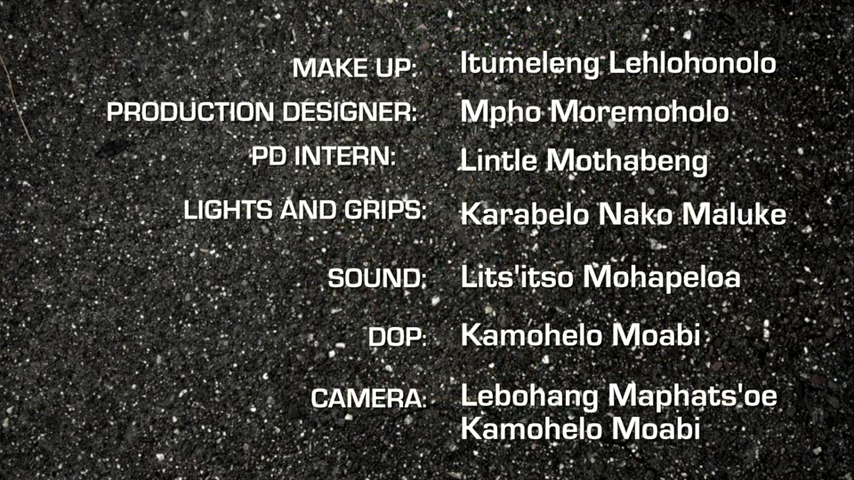 MAKE UP: Itumeleng Lehlohonolo
PRODUCTION DESIGNER: Mpho Moremoholo
PD INTERN: Lintle Mothabeng
LIGHTS AND GRIPS: Karabelo Nako Maluke
SOUND: Lits'itso Mohapeloa
DOP: Kamohelo Moabi
CAMERA: Lebohang Maphats'oe
Kamohelo Moabi